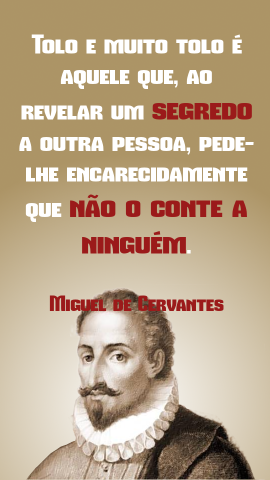 Tolo e muito tolo é
aquele que, ao
revelar um segredo
a outra pessoa, pede-
lhe encarecidamente
que não o conte a
ninguém.
Miguel de Cervantes